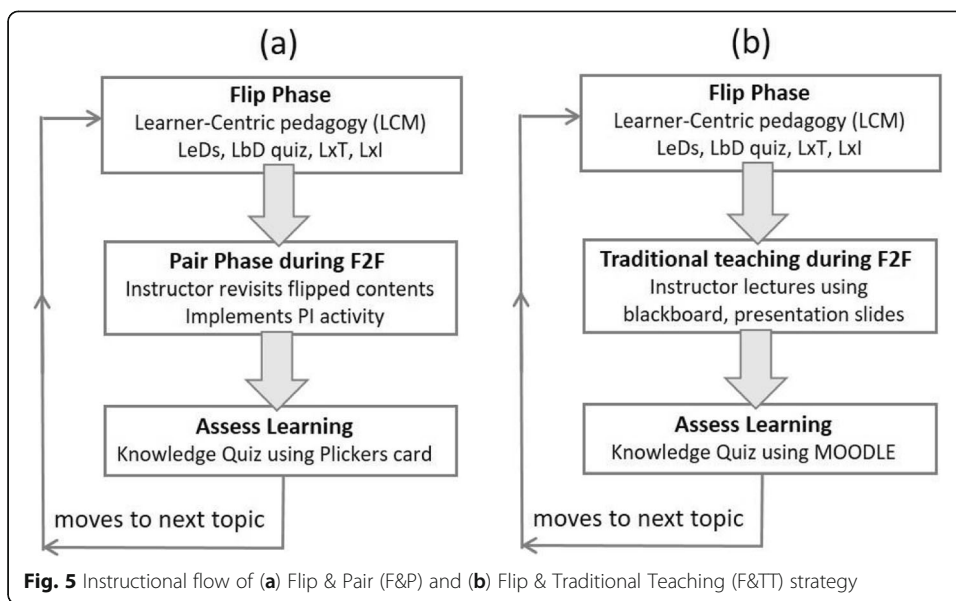 (a)
Flip Phase
Learner-Centric pedagogy (LCM)
LeDs, LbD quiz, LxT, LxI
Pair Phase during F2F
Instructor revisits flipped contents
Implements PI activity
Assess Learning
Knowledge Quiz using Plickers card
moves to next topic
(b)
Flip Phase
Learner-Centric pedagogy (LCM)
LeDs, LbD quiz, LxT, LxI
Traditional teaching during F2F
Instructor lectures using
blackboard, presentation slides
Assess Learning
Knowledge Quiz using MOODLE
moves to next topic
Fig. 5 Instructional flow of (a) Flip & Pair (F&P) and (b) Flip & Traditional Teaching (F&TT) strategy